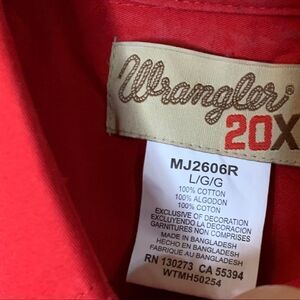 Wrangler®
20X
MJ2606R
L/G/G
100% COTTON
100% ALGODON
100% COTON
EXCLUSIVE OF DECORATION
EXCLUYENDO LA DECORACION
GARNITURES NON COMPRISES
MADE IN BANGLADESH
HECHO EN BANGLADESH
FABRIQUE AU BANGLADESH
RN 130273 CA 55394
WTMH50254